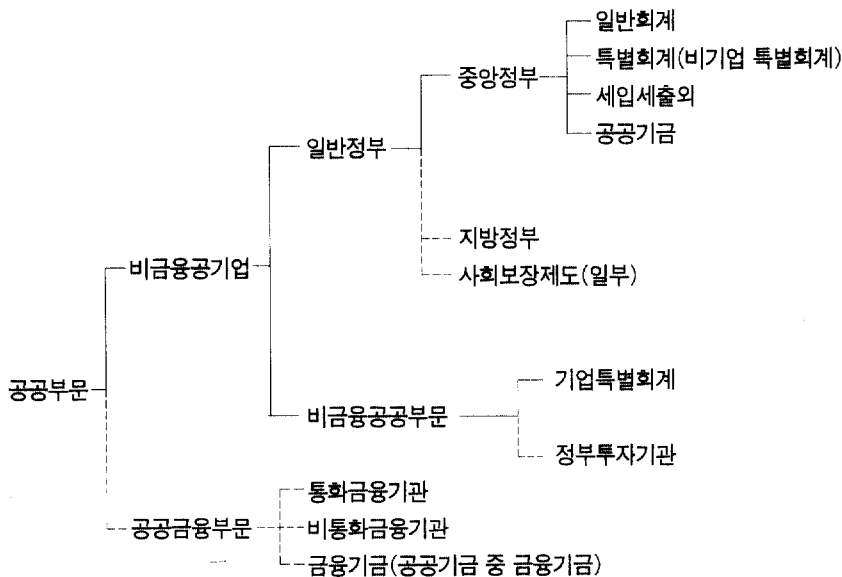 일반회계
특별회계(비기업 특별회계)
중앙정부
세입세출외
공공기금
일반정부
지방정부
사회보장제도(일부)
비금융공기업
공공부문
기업특별회계
비금융공공부문
정부투자기관
통화금융기관
공공금융부문
비통화금융기관
금융기금(공공기금 중 금융기금)